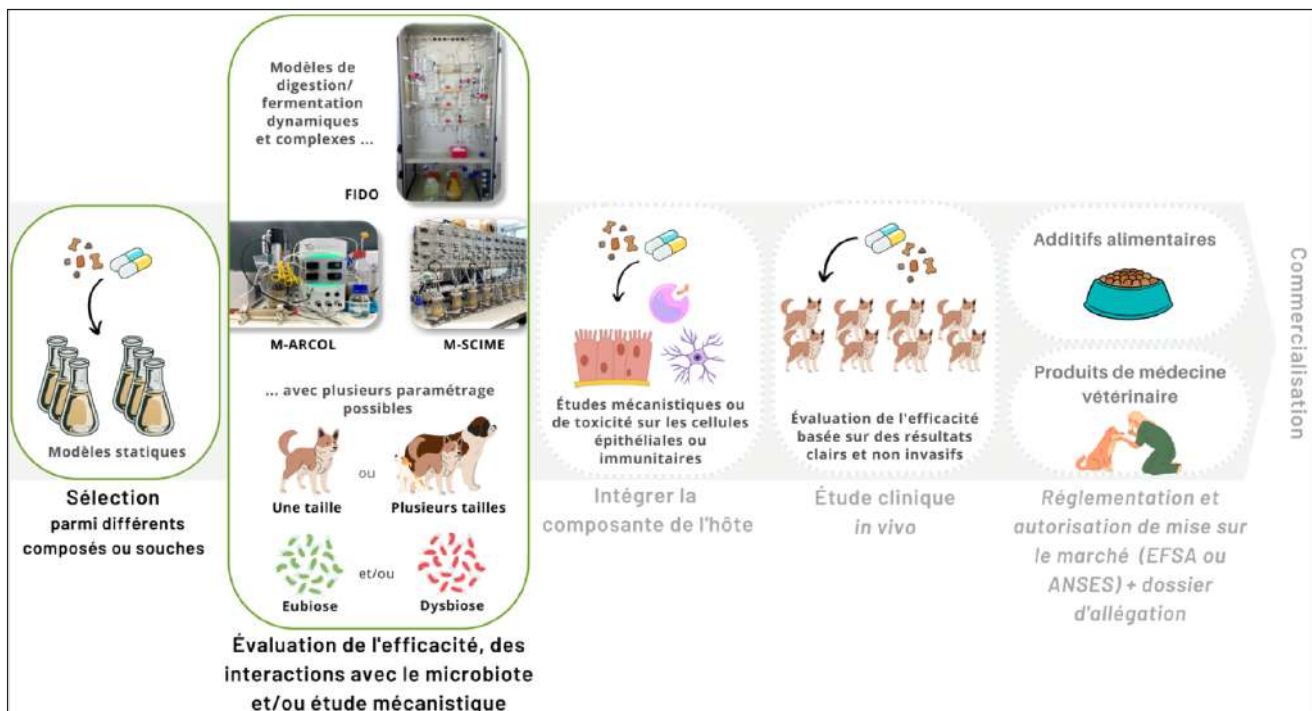 Modèles statiques
Sélection
parmi différents
composés ou souches
Modèles de
digestion/
fermentation
dynamiques
et complexes ...
FIDO
M-ARCOL
M-SCIME
... avec plusieurs paramétrage
possibles
ou
Une taille
Plusieurs tailles
et/ou
Eubiose
Dysbiose
Évaluation de l'efficacité, des
interactions avec le microbiote
et/ou étude mécanistique
Études mécanistiques ou
de toxicité sur les cellules
épithéliales ou
immunitaires
Intégrer la
composante de l'hôte
Évaluation de l'efficacité
basée sur des résultats
clairs et non invasifs
Étude clinique
in vivo
Additifs alimentaires
Produits de médecine
vétérinaire
Réglementation et
autorisation de mise sur
le marché (EFSA ou
ANSES) + dossier
d'allégation
Commercialisation